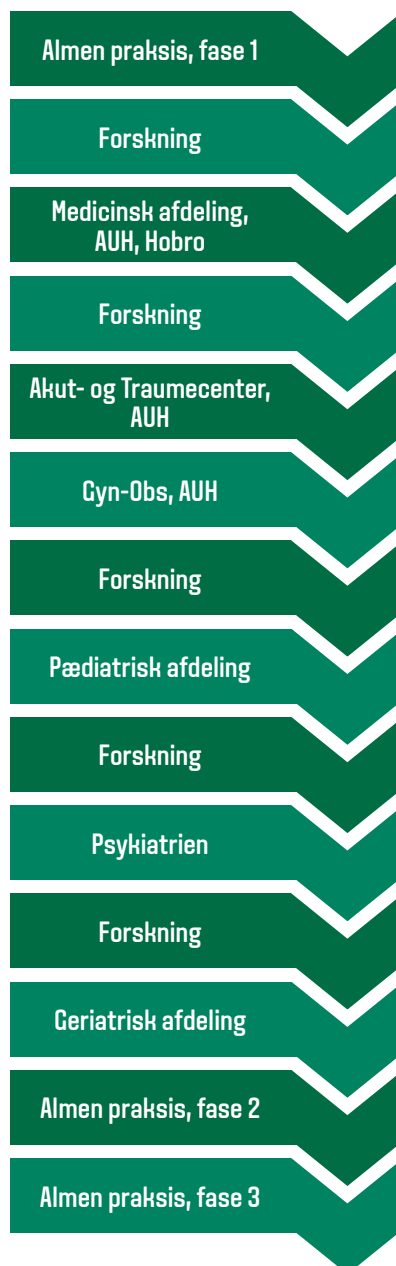 Almen praksis, fase 1
Forskning
Medicinsk afdeling,
AUH, Hobro
Forskning
Akut- og Traumecenter,
AUH
Gyn-Obs, AUH
Forskning
Pædiatrisk afdeling
Forskning
Psykiatrien
Forskning
Geriatrisk afdeling
Almen praksis, fase 2
Almen praksis, fase 3